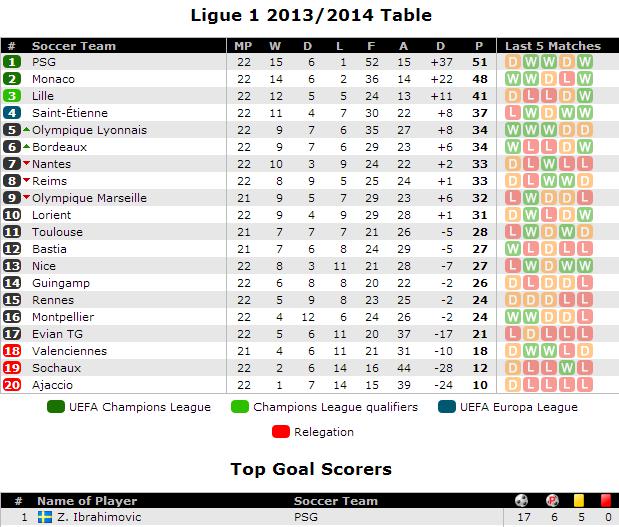 Ligue 1 2013/2014 Table
# Soccer Team MP W D L F A D P Last 5 Matches
1 PSG 22 15 6 1 52 15 +37 51 D W W D W
2 Monaco 22 14 6 2 36 14 +22 48 W W D L W
3 Lille 22 12 5 5 24 13 +11 41 D L L D W
4 Saint-Étienne 22 11 4 7 30 22 +8 37 L W D W W
5 Olympique Lyonnais 22 9 7 6 35 27 +8 34 W W W D D
6 Bordeaux 22 9 7 6 29 23 +6 34 W L L D W
7 Nantes 22 10 3 9 24 22 +2 33 D L W L L
8 Reims 22 8 9 5 25 24 +1 33 D L W W D
9 Olympique Marseille 21 9 5 7 29 23 +6 32 L W D D L
10 Lorient 22 9 4 9 29 28 +1 31 D W L D W
11 Toulouse 21 7 7 7 21 26 -5 28 L W D W D
12 Bastia 21 7 6 8 24 29 -5 27 W L D L L
13 Nice 22 8 3 11 21 28 -7 27 L W D W W
14 Guingamp 22 6 8 8 20 22 -2 26 D L D D L
15 Rennes 22 5 9 8 23 25 -2 24 D D D L L
16 Montpellier 22 4 12 6 24 26 -2 24 W W D D L
17 Evian TG 22 5 6 11 20 37 -17 21 L D L L L
18 Valenciennes 21 4 6 11 21 31 -10 18 D W W L D
19 Sochaux 22 2 6 14 16 44 -28 12 D L L W L
20 Ajaccio 22 1 7 14 15 39 -24 10 D L L L L
UEFA Champions League Champions League qualifiers UEFA Europa League
Relegation
Top Goal Scorers
# Name of Player Soccer Team P
1 Z. Ibrahimovic PSG 17 6 5 0